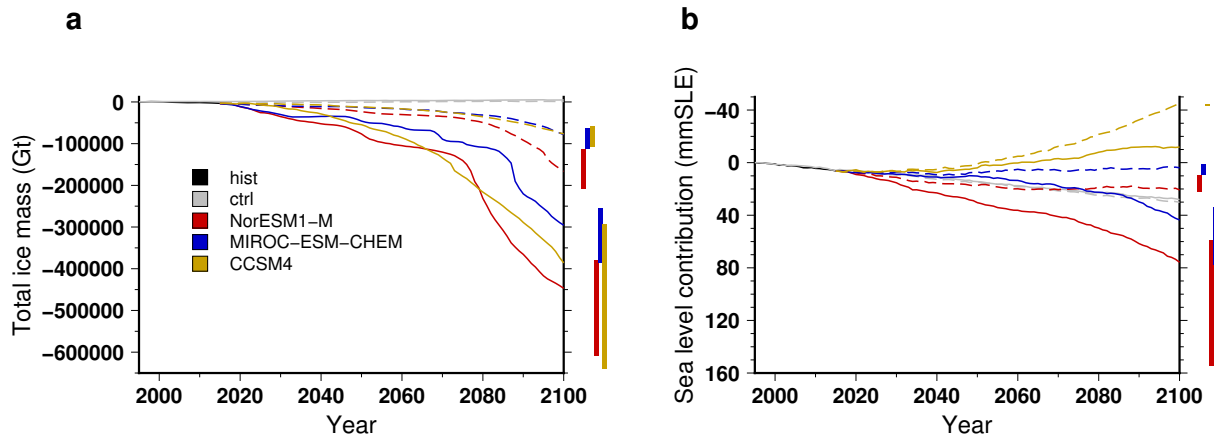 a
Total ice mass (Gt)
0
−100000
−200000
−300000
−400000
−500000
−600000
hist
ctrl
NorESM1−M
MIROC−ESM−CHEM
CCSM4
2000 2020 2040 2060 2080 2100
Year
b
Sea level contribution (mmSLE)
−40
0
40
80
120
160
2000 2020 2040 2060 2080 2100
Year